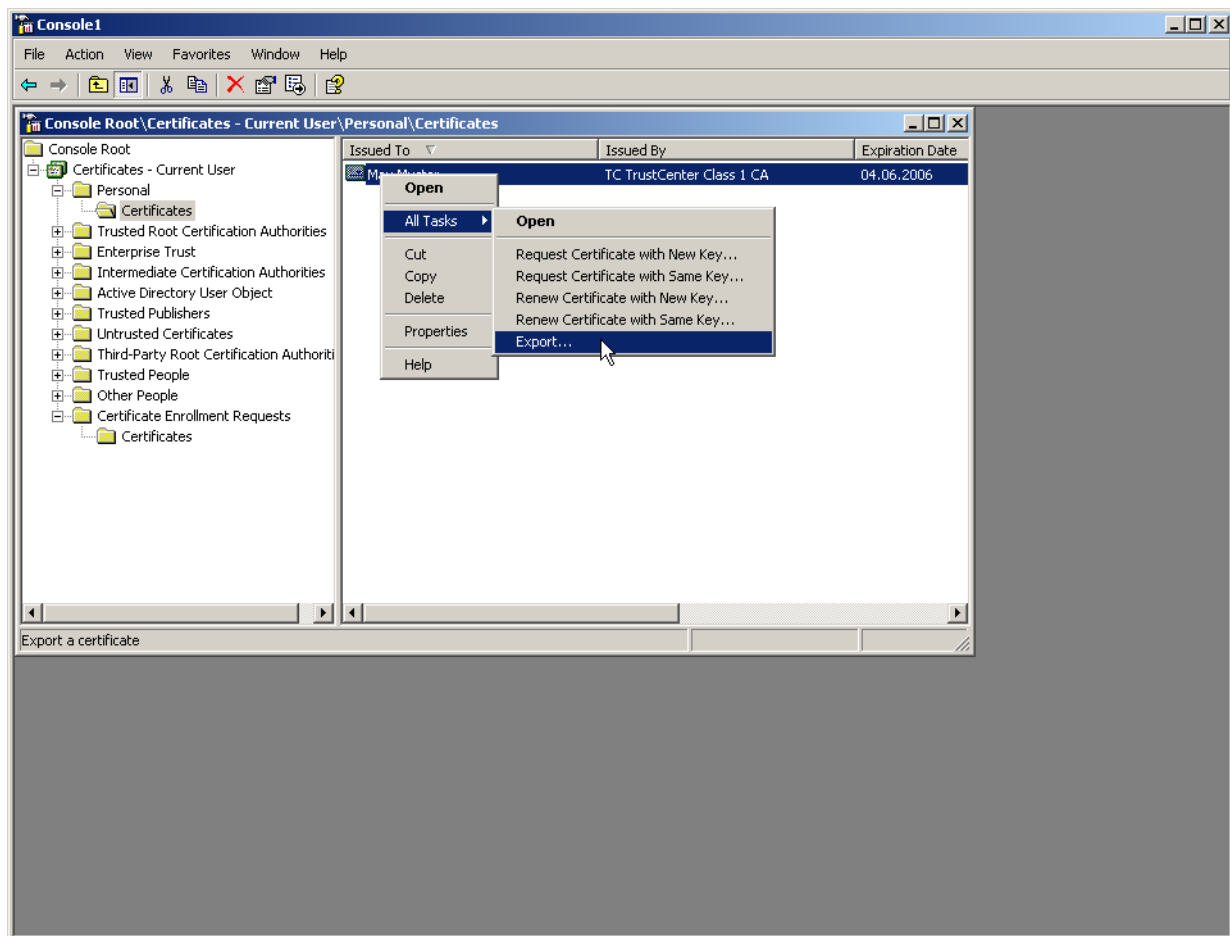 Console1
File Action View Favorites Window Help
Console Root\Certificates - Current User\Personal\Certificates
Console Root
Certificates - Current User
Personal
Certificates
Trusted Root Certification Authorities
Enterprise Trust
Intermediate Certification Authorities
Active Directory User Object
Trusted Publishers
Untrusted Certificates
Third-Party Root Certification Authoriti
Trusted People
Other People
Certificate Enrollment Requests
Certificates
Issued To Issued By Expiration Date
TC TrustCenter Class 1 CA 04.06.2006
Open
All Tasks
Cut
Copy
Delete
Properties
Help
Open
Request Certificate with New Key...
Request Certificate with Same Key...
Renew Certificate with New Key...
Renew Certificate with Same Key...
Export...
Export a certificate